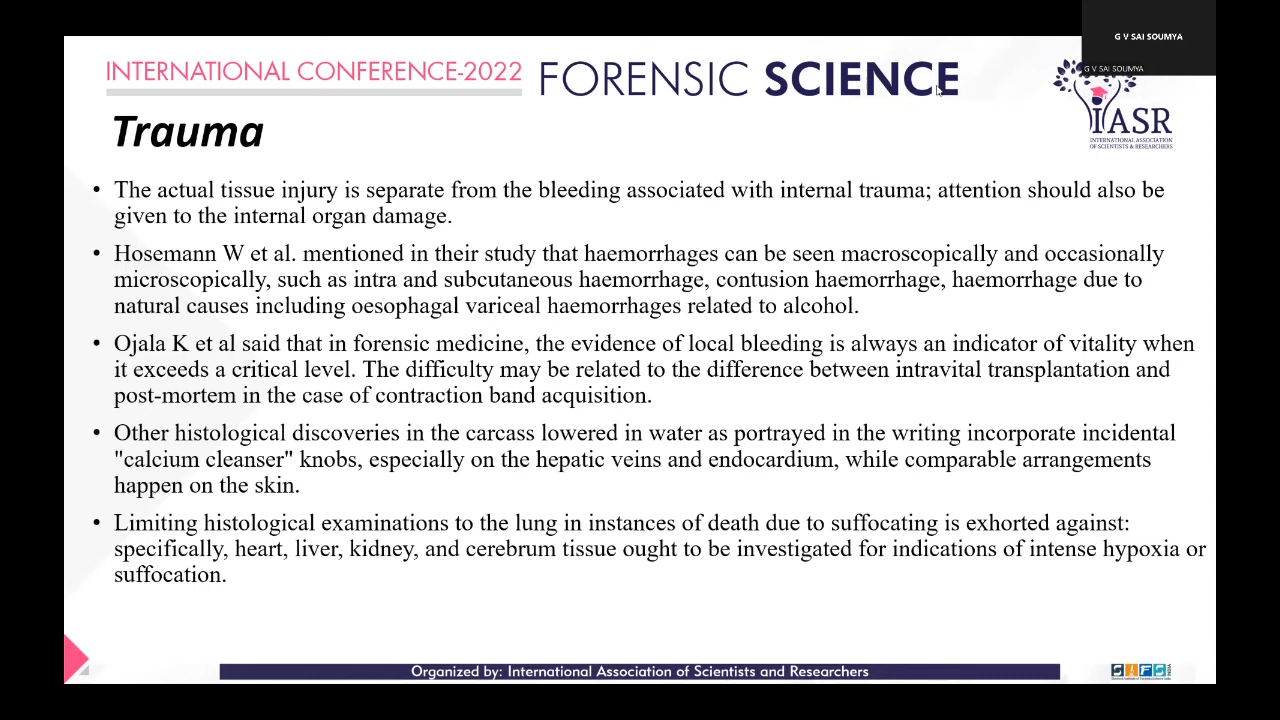 G V SAI SOUMYA
G V SAI SOUMYA
INTERNATIONAL CONFERENCE-2022 FORENSIC SCIENCE
IASR
INTERNATIONAL ASSOCIATION
OF SCIENTISTS & RESEARCHERS
Trauma
• The actual tissue injury is separate from the bleeding associated with internal trauma; attention should also be
given to the internal organ damage.
• Hosemann W et al. mentioned in their study that haemorrhages can be seen macroscopically and occasionally
microscopically, such as intra and subcutaneous haemorrhage, contusion haemorrhage, haemorrhage due to
natural causes including oesophagal variceal haemorrhages related to alcohol.
• Ojala K et al said that in forensic medicine, the evidence of local bleeding is always an indicator of vitality when
it exceeds a critical level. The difficulty may be related to the difference between intravital transplantation and
post-mortem in the case of contraction band acquisition.
• Other histological discoveries in the carcass lowered in water as portrayed in the writing incorporate incidental
"calcium cleanser" knobs, especially on the hepatic veins and endocardium, while comparable arrangements
happen on the skin.
• Limiting histological examinations to the lung in instances of death due to suffocating is exhorted against:
specifically, heart, liver, kidney, and cerebrum tissue ought to be investigated for indications of intense hypoxia or
suffocation.
Organized by: International Association of Scientists and Researchers
SIFS